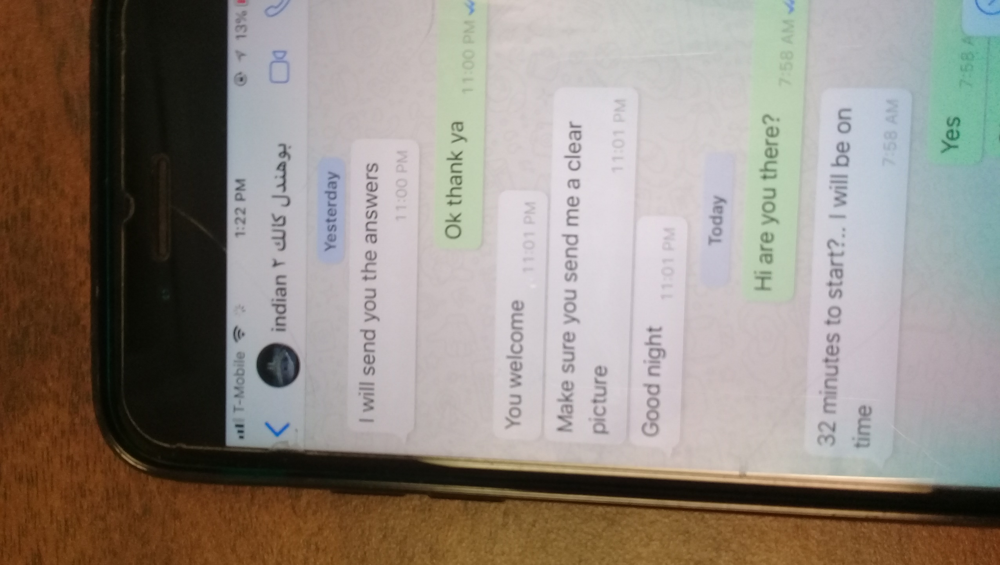 T-Mobile 1:22 PM 13%
indian ٢ بوهندل كالك
Yesterday
I will send you the answers
11:00 PM
Ok thank ya 11:00 PM
You welcome 11:01 PM
Make sure you send me a clear
picture 11:01 PM
Good night 11:01 PM
Today
Hi are you there? 7:58 AM
32 minutes to start?... I will be on
time 7:58 AM
Yes 7:58 A